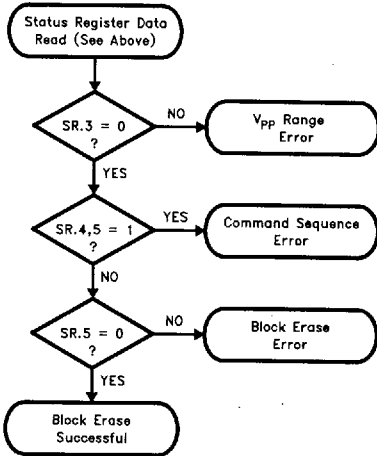 Status Register Data
Read (See Above)
SR.3 = 0
?
NO
VPP Range
Error
YES
SR.4,5 = 1
?
YES
Command Sequence
Error
NO
SR.5 = 0
?
NO
Block Erase
Error
YES
Block Erase
Successful